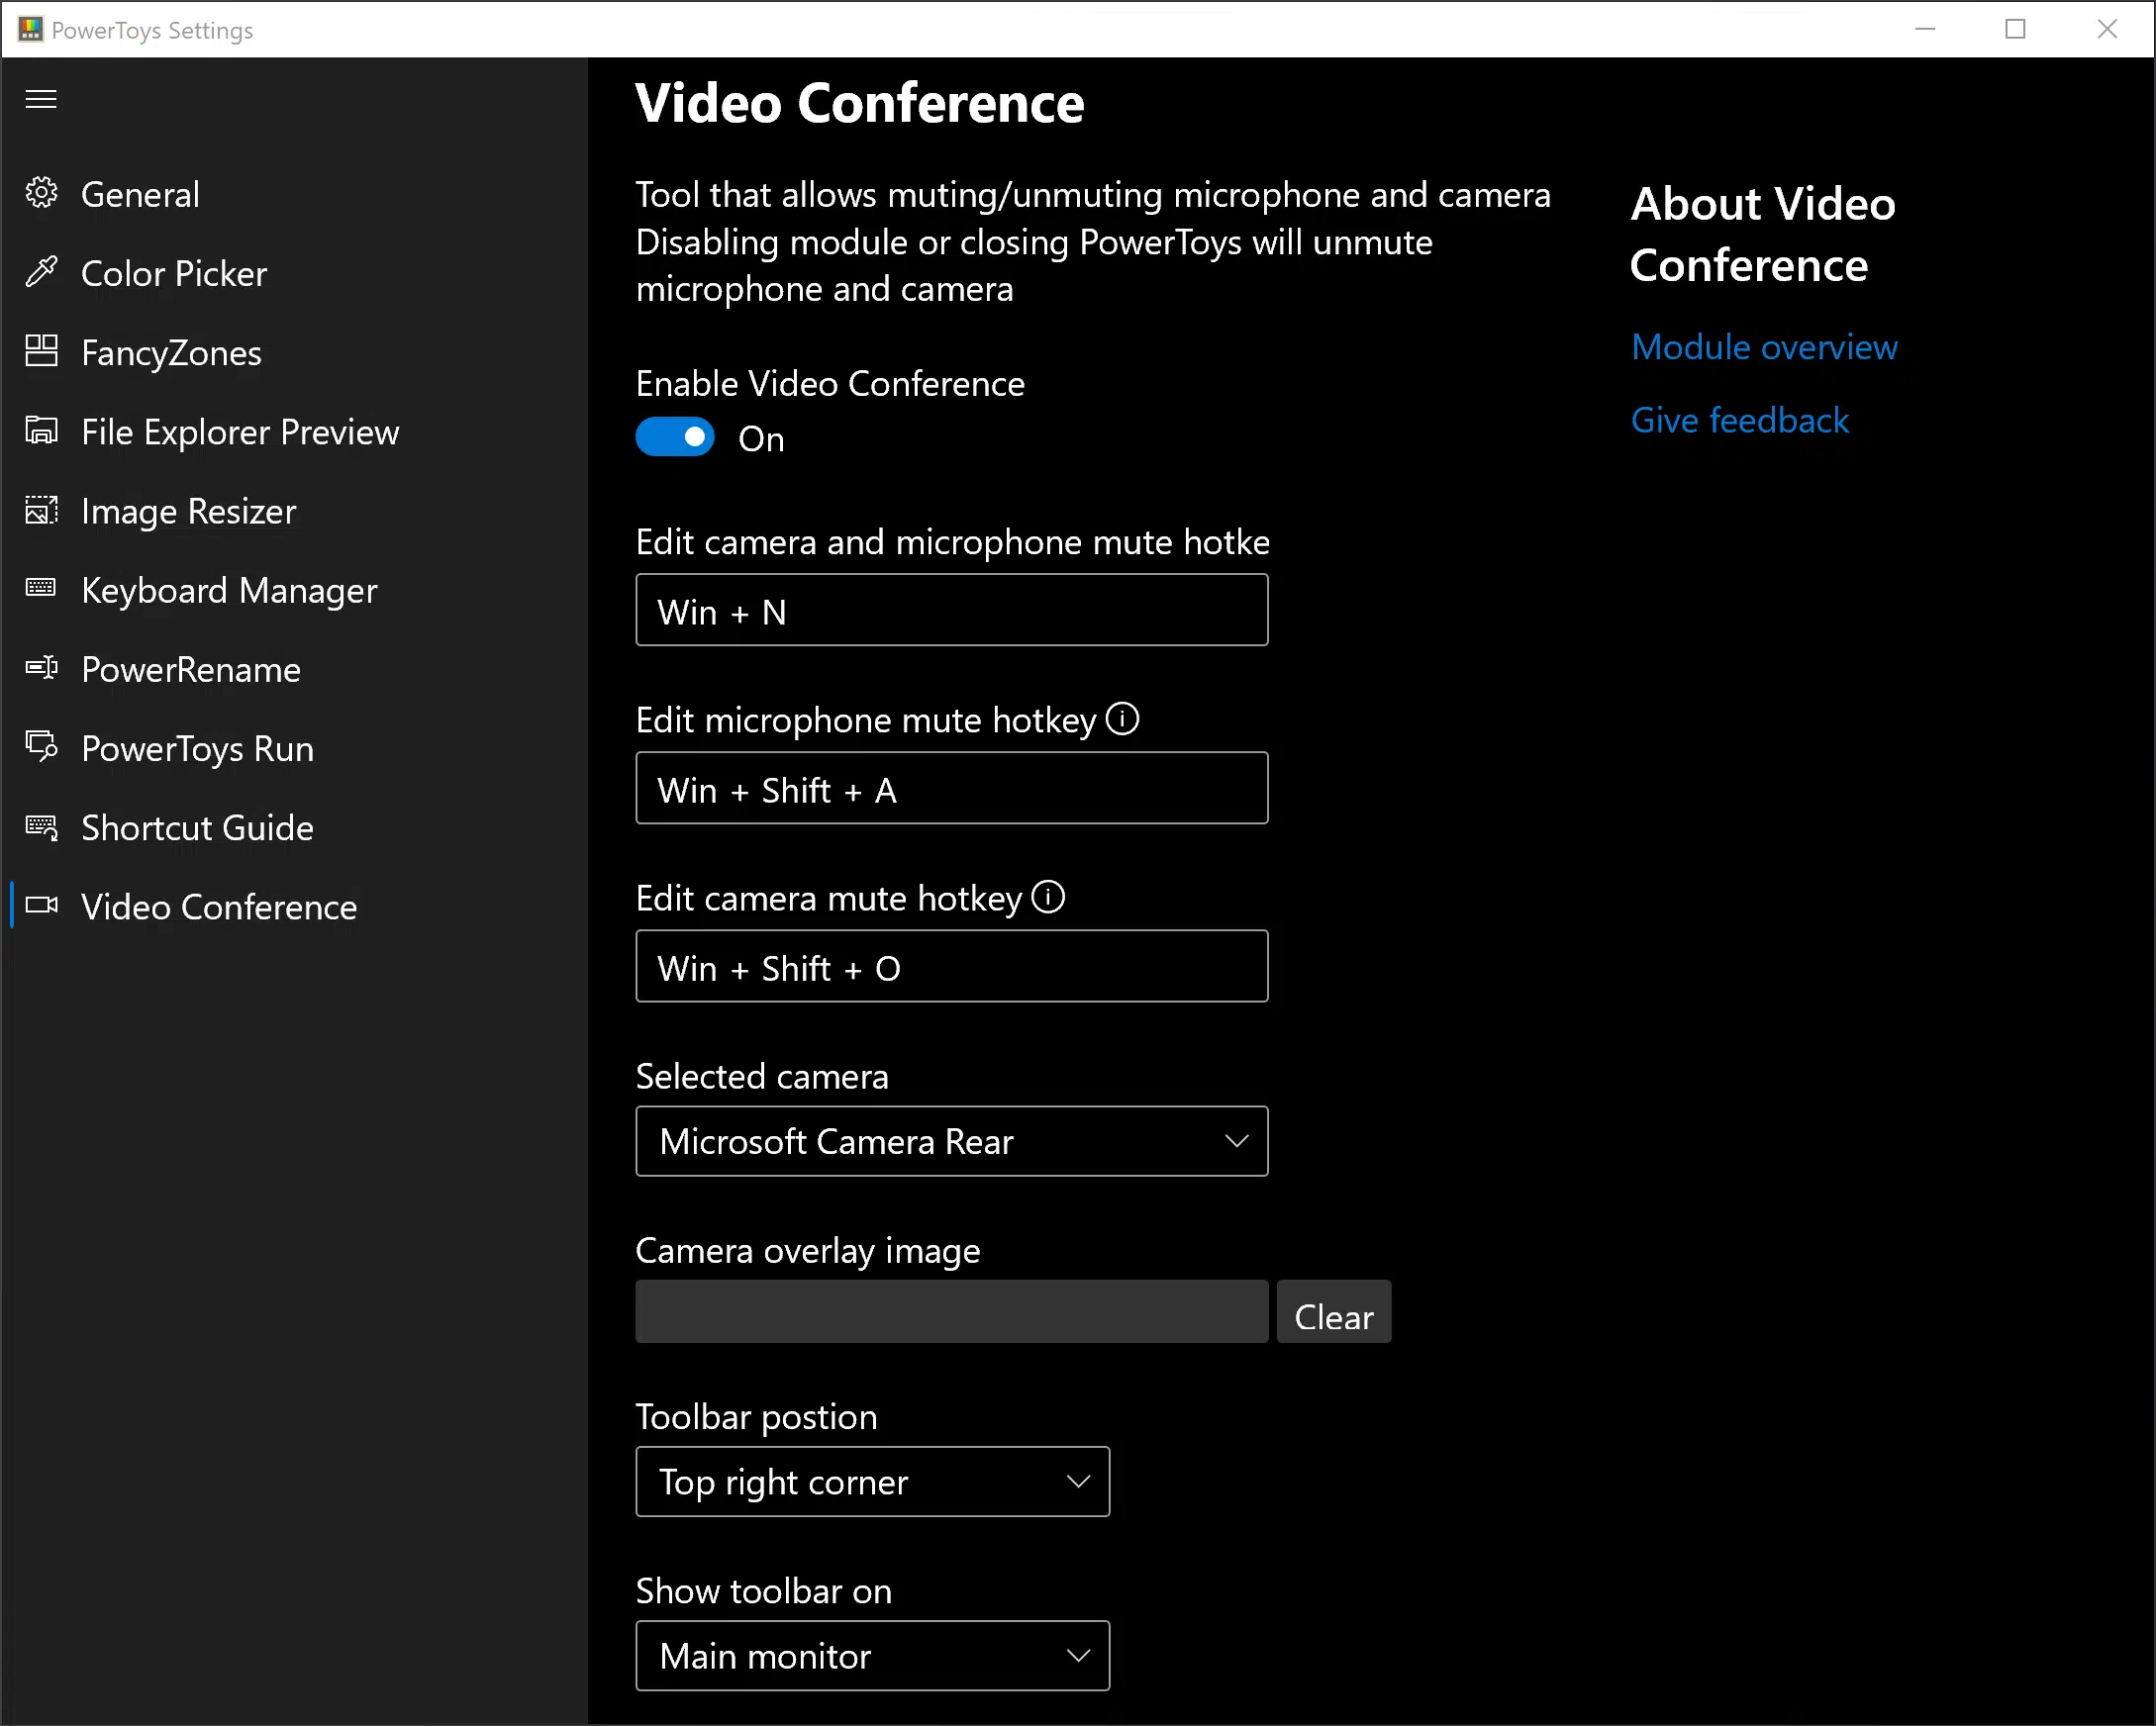 PowerToys Settings
General
Color Picker
FancyZones
File Explorer Preview
Image Resizer
Keyboard Manager
PowerRename
PowerToys Run
Shortcut Guide
Video Conference
Video Conference
Tool that allows muting/unmuting microphone and camera
Disabling module or closing PowerToys will unmute
microphone and camera
Enable Video Conference
On
Edit camera and microphone mute hotke
Win + N
Edit microphone mute hotkey
Win + Shift + A
Edit camera mute hotkey
Win + Shift + O
Selected camera
Microsoft Camera Rear
Camera overlay image
Clear
Toolbar postion
Top right corner
Show toolbar on
Main monitor
About Video
Conference
Module overview
Give feedback